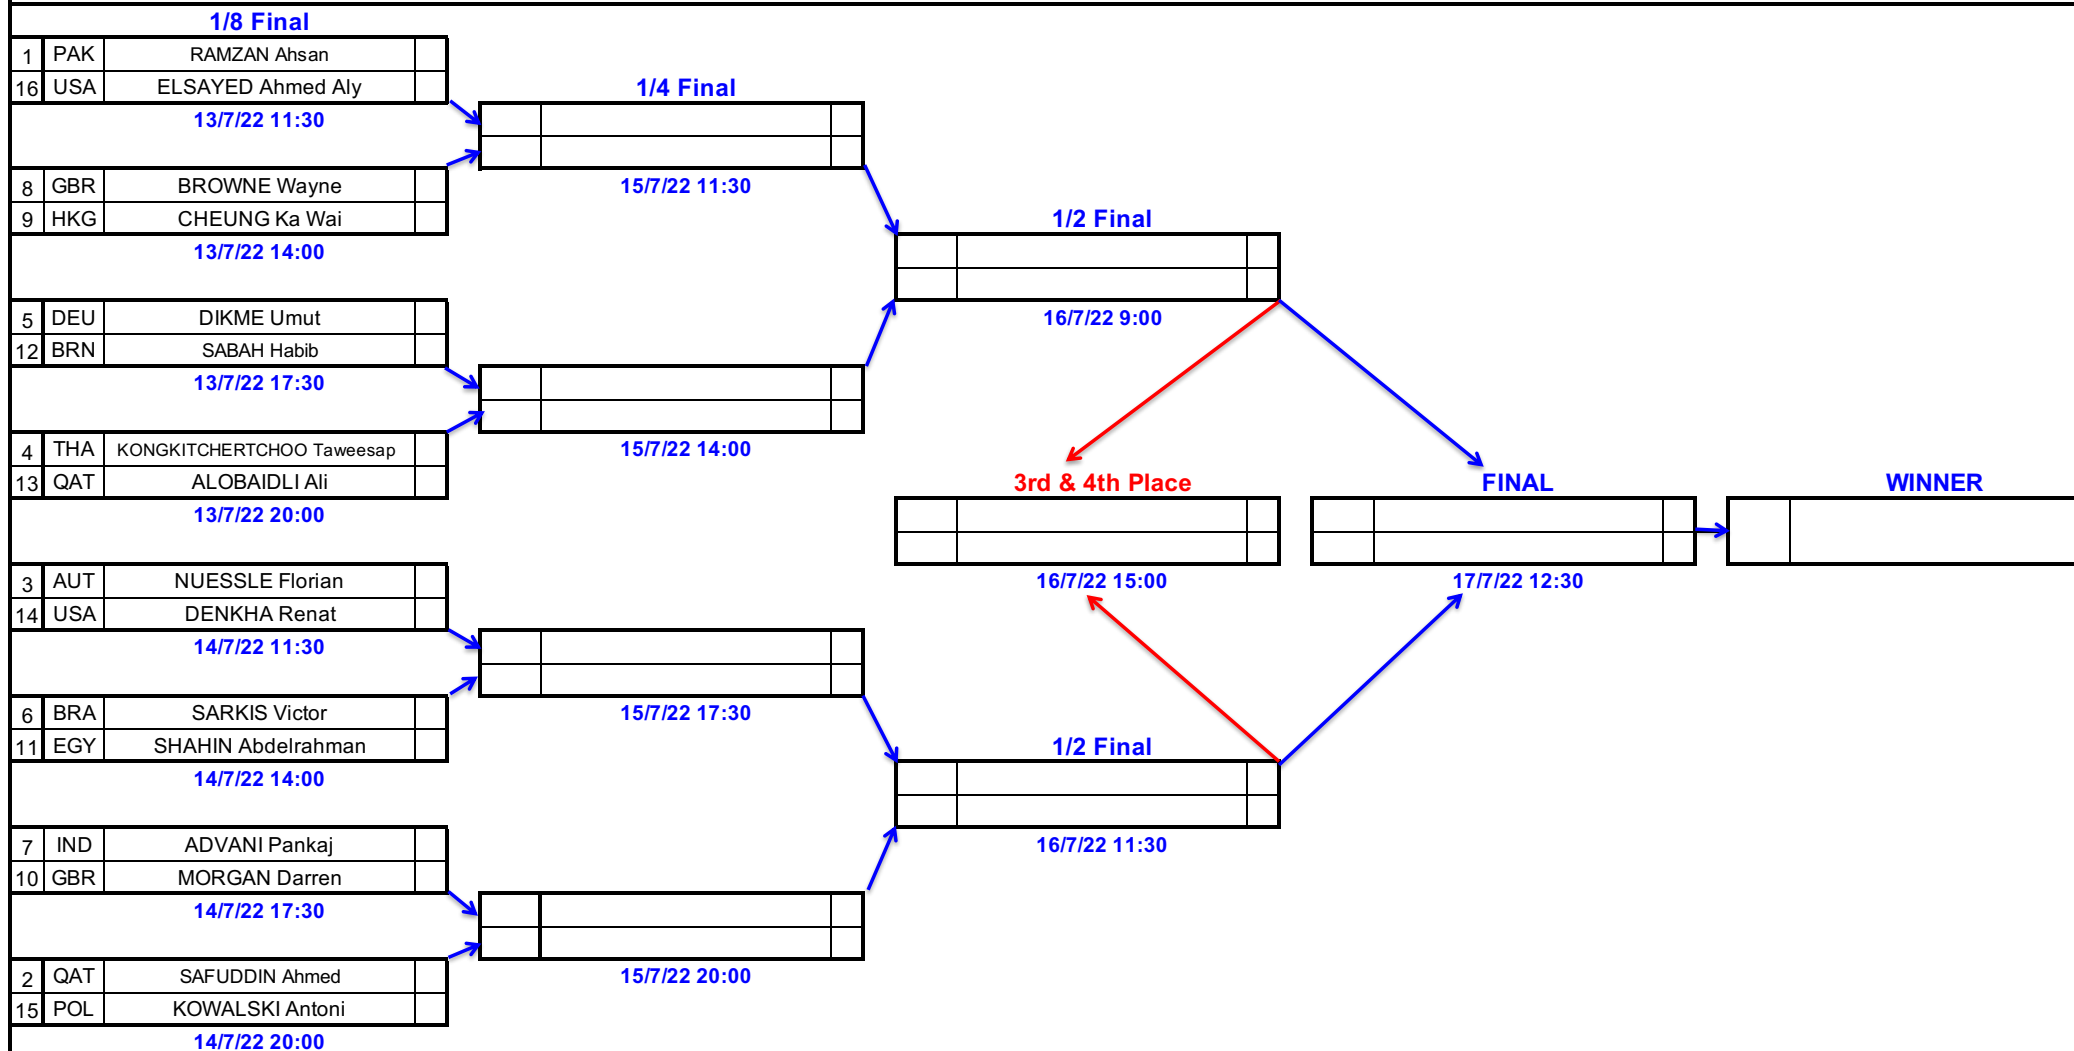 1/8 Final
1 PAK RAMZAN Ahsan
16 USA ELSAYED Ahmed Aly
13/7/22 11:30
8 GBR BROWNE Wayne
9 HKG CHEUNG Ka Wai
13/7/22 14:00
5 DEU DIKME Umut
12 BRN SABAH Habib
13/7/22 17:30
4 THA KONGKITCHERTCHOO Taweesap
13 QAT ALOBAIDLI Ali
13/7/22 20:00
3 AUT NUESSLE Florian
14 USA DENKHA Renat
14/7/22 11:30
6 BRA SARKIS Victor
11 EGY SHAHIN Abdelrahman
14/7/22 14:00
7 IND ADVANI Pankaj
10 GBR MORGAN Darren
14/7/22 17:30
2 QAT SAFUDDIN Ahmed
15 POL KOWALSKI Antoni
14/7/22 20:00
1/4 Final
15/7/22 11:30
15/7/22 14:00
15/7/22 17:30
15/7/22 20:00
1/2 Final
16/7/22 9:00
3rd & 4th Place
16/7/22 15:00
1/2 Final
16/7/22 11:30
FINAL
17/7/22 12:30
WINNER